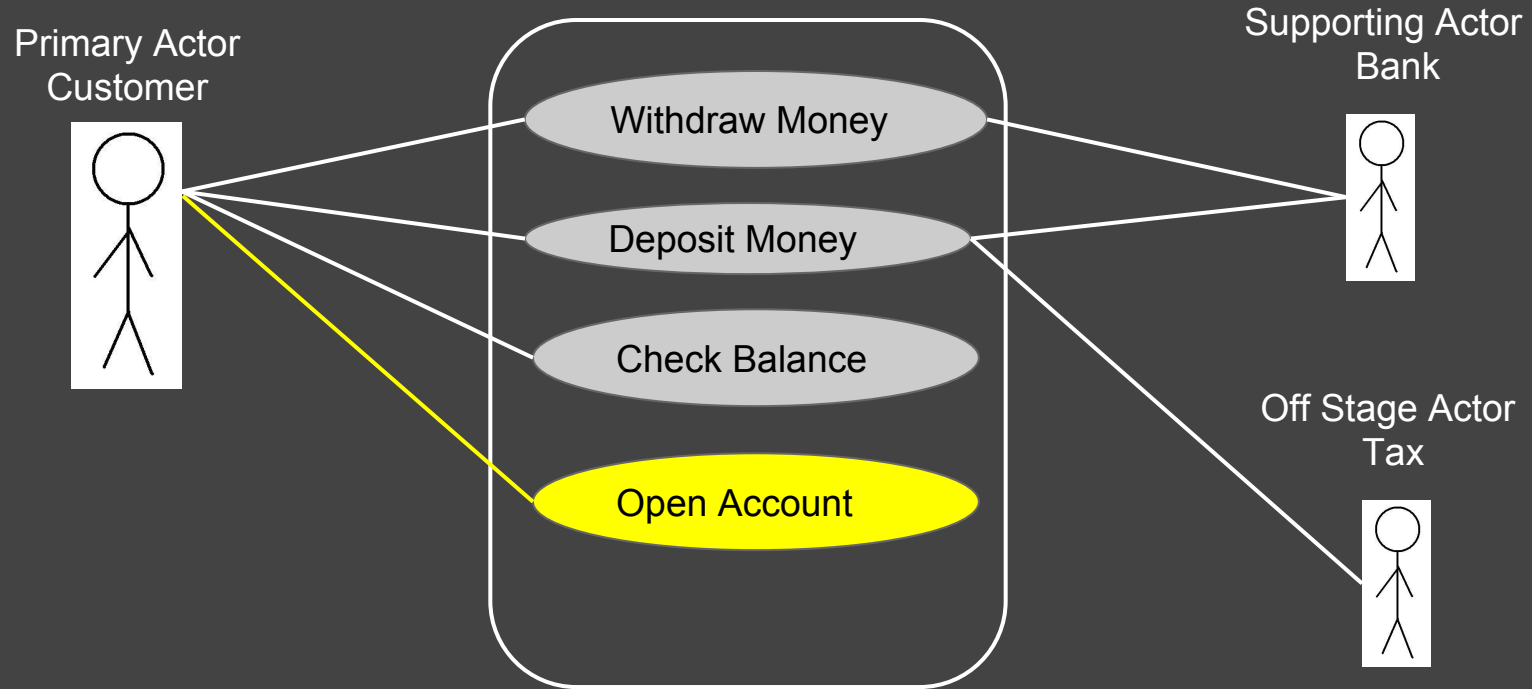 Primary Actor
Customer
Withdraw Money
Deposit Money
Check Balance
Open Account
Supporting Actor
Bank
Off Stage Actor
Tax